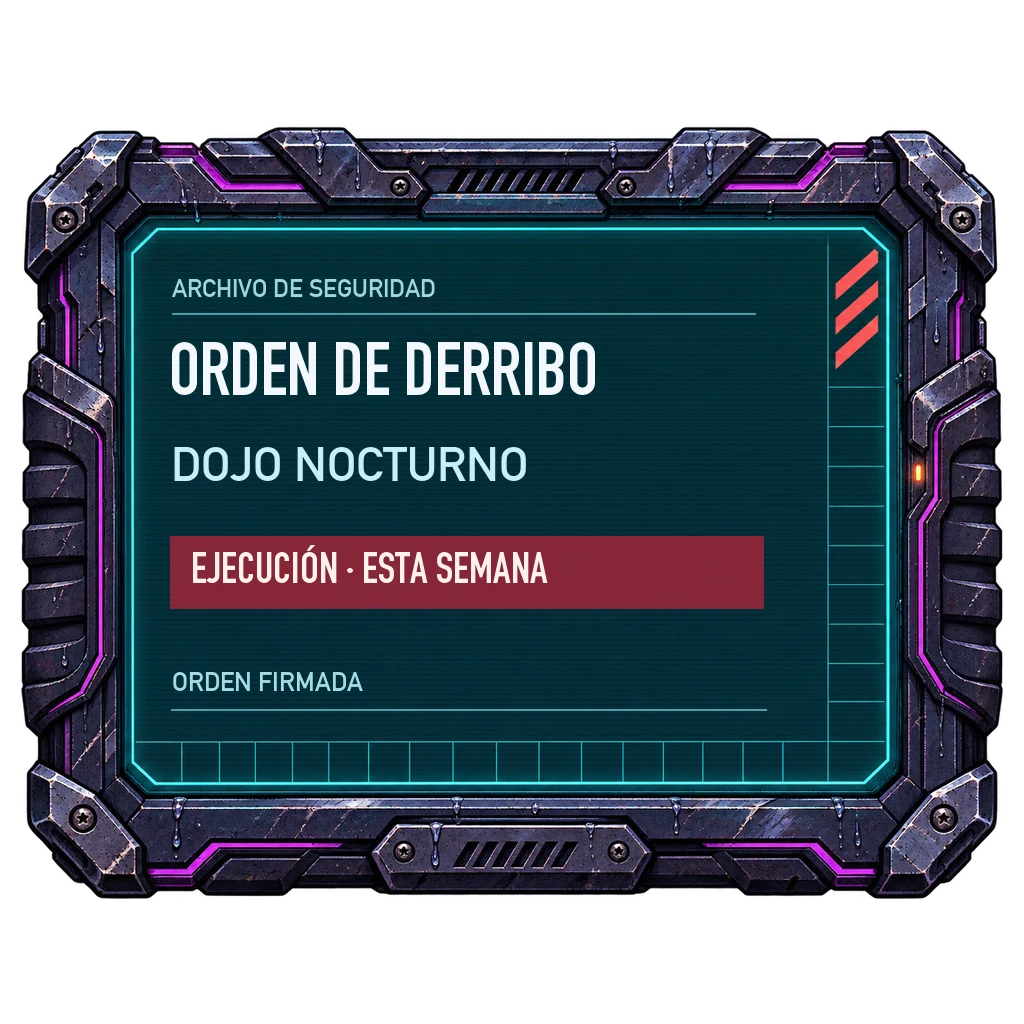 ARCHIVO DE SEGURIDAD
ORDEN DE DERRIBO
DOJO NOCTURNO
EJECUCIÓN · ESTA SEMANA
ORDEN FIRMADA